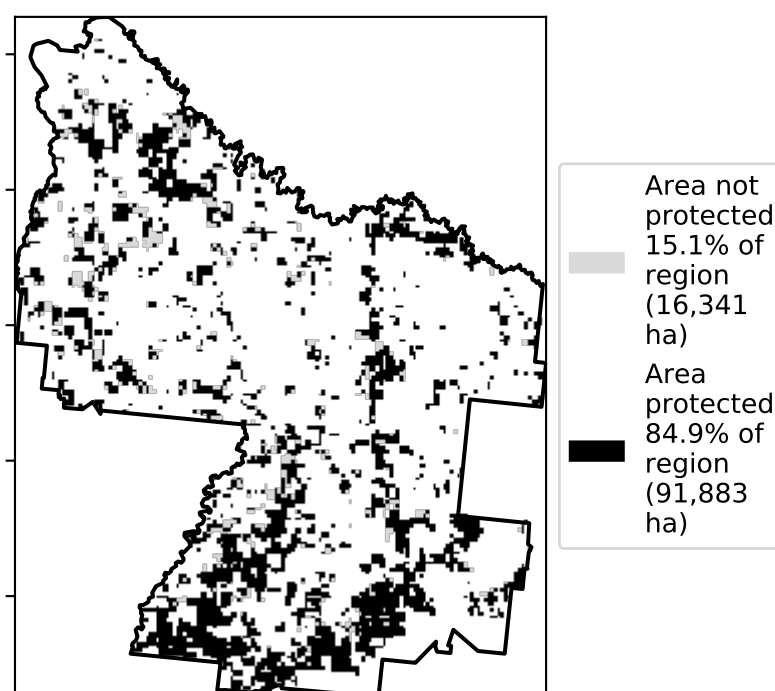 Area not
protected
15.1% of
region
(16,341
ha)
Area
protected
84.9% of
region
(91,883
ha)